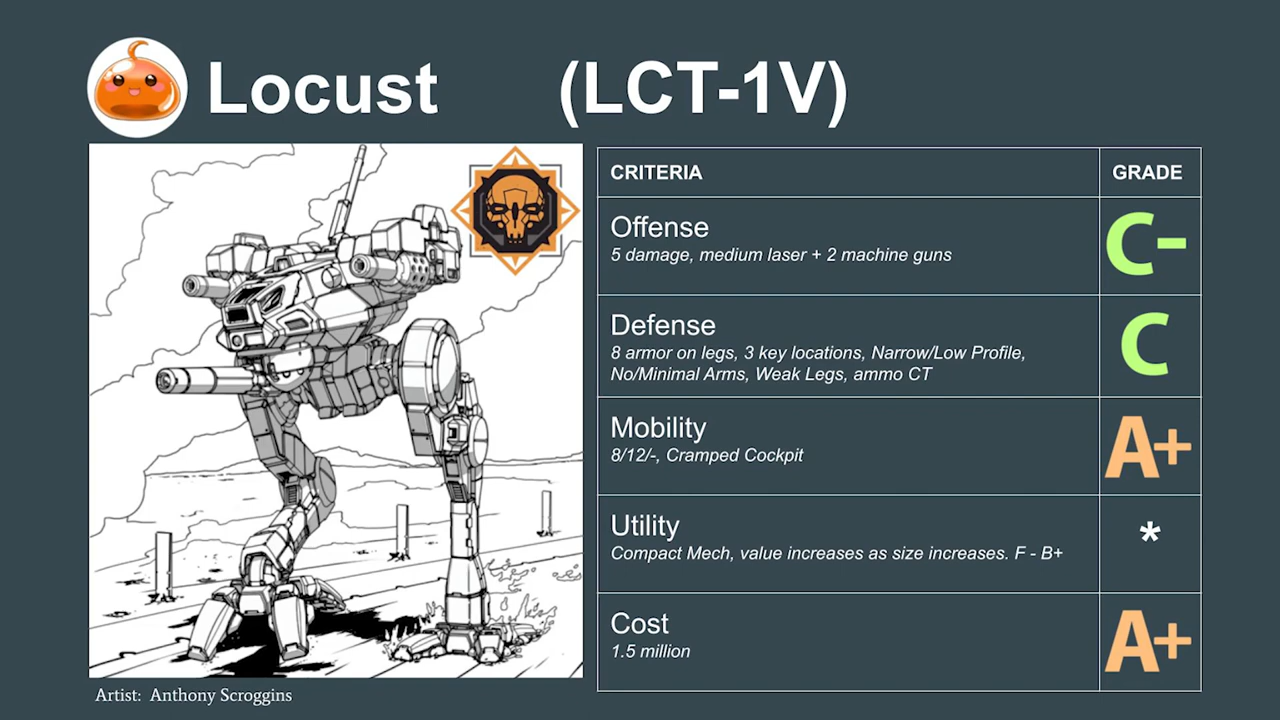 Locust (LCT-1V)
CRITERIA GRADE
Offense
5 damage, medium laser + 2 machine guns
C-
Defense
8 armor on legs, 3 key locations, Narrow/Low Profile,
No/Minimal Arms, Weak Legs, ammo CT
C
Mobility
8/12/-, Cramped Cockpit
A+
Utility
Compact Mech, value increases as size increases. F - B+
*
Cost
1.5 million
A+
Artist: Anthony Scroggins